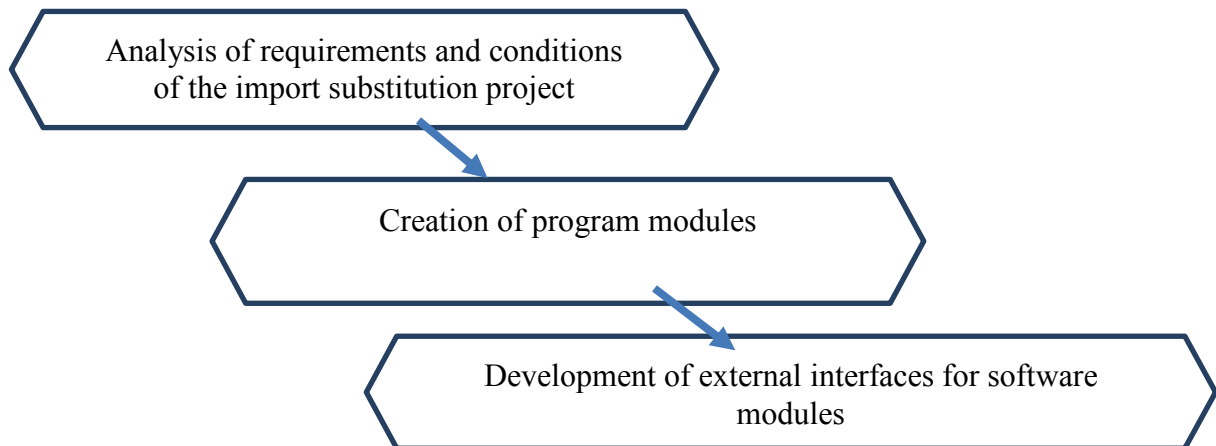 Analysis of requirements and conditions
of the import substitution project
Creation of program modules
Development of external interfaces for software
modules